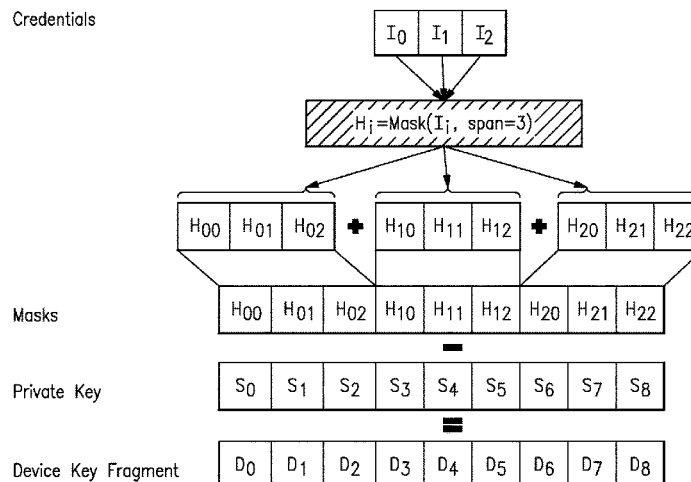 Credentials
I0 I1 I2
Hi=Mask(Ii, span=3)
H00 H01 H02 + H10 H11 H12 + H20 H21 H22
Masks H00 H01 H02 H10 H11 H12 H20 H21 H22
−
Private Key S0 S1 S2 S3 S4 S5 S6 S7 S8
=
Device Key Fragment D0 D1 D2 D3 D4 D5 D6 D7 D8